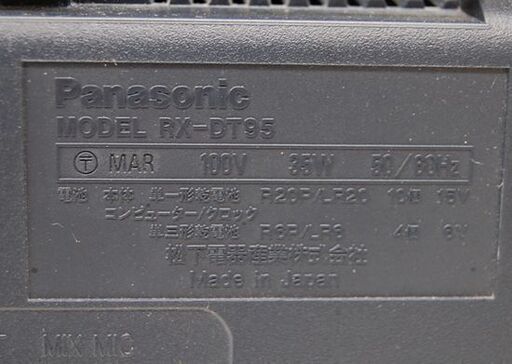 Panasonic
MODEL RX-DT95
〒 MAR 100V 35W 50/60Hz
電池 本体 単一形乾電池 R20P/LR20 10個 15V
コンピューター/クロック
単三形乾電池 R6P/LR6 4個 6V
松下電器産業株式会社
Made in Japan
MIX MIC